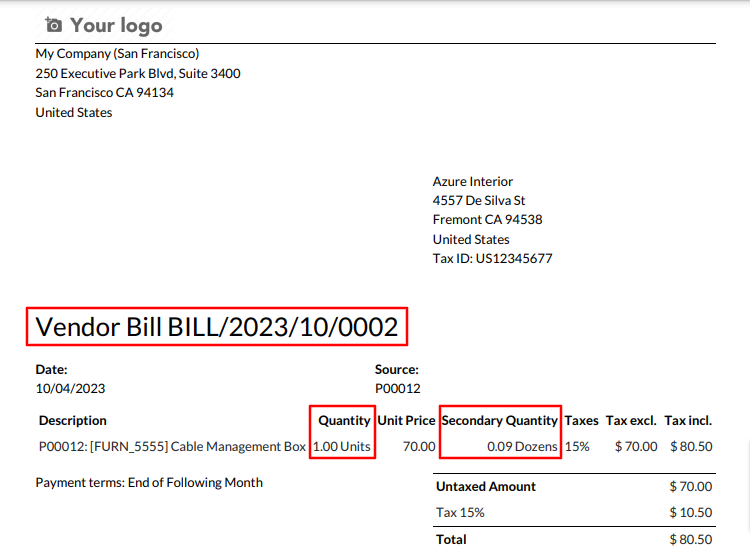 Your logo
My Company (San Francisco)
250 Executive Park Blvd, Suite 3400
San Francisco CA 94134
United States
Azure Interior
4557 De Silva St
Fremont CA 94538
United States
Tax ID: US12345677
Vendor Bill BILL/2023/10/0002
Date: Source:
10/04/2023 P00012
Description Quantity Unit Price Secondary Quantity Taxes Tax excl. Tax incl.
P00012: [FURN_5555] Cable Management Box 1.00 Units 70.00 0.09 Dozens 15% $ 70.00 $ 80.50
Payment terms: End of Following Month
Untaxed Amount $ 70.00
Tax 15% $ 10.50
Total $ 80.50